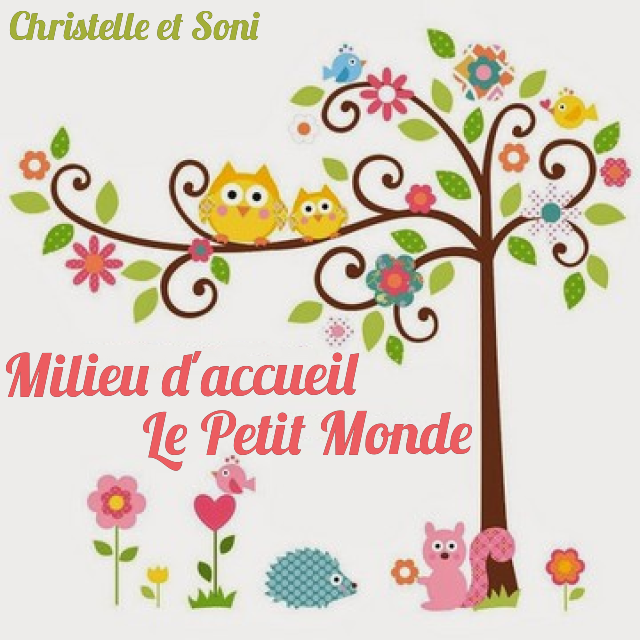 Christelle et Soni
Milieu d'accueil
Le Petit Monde